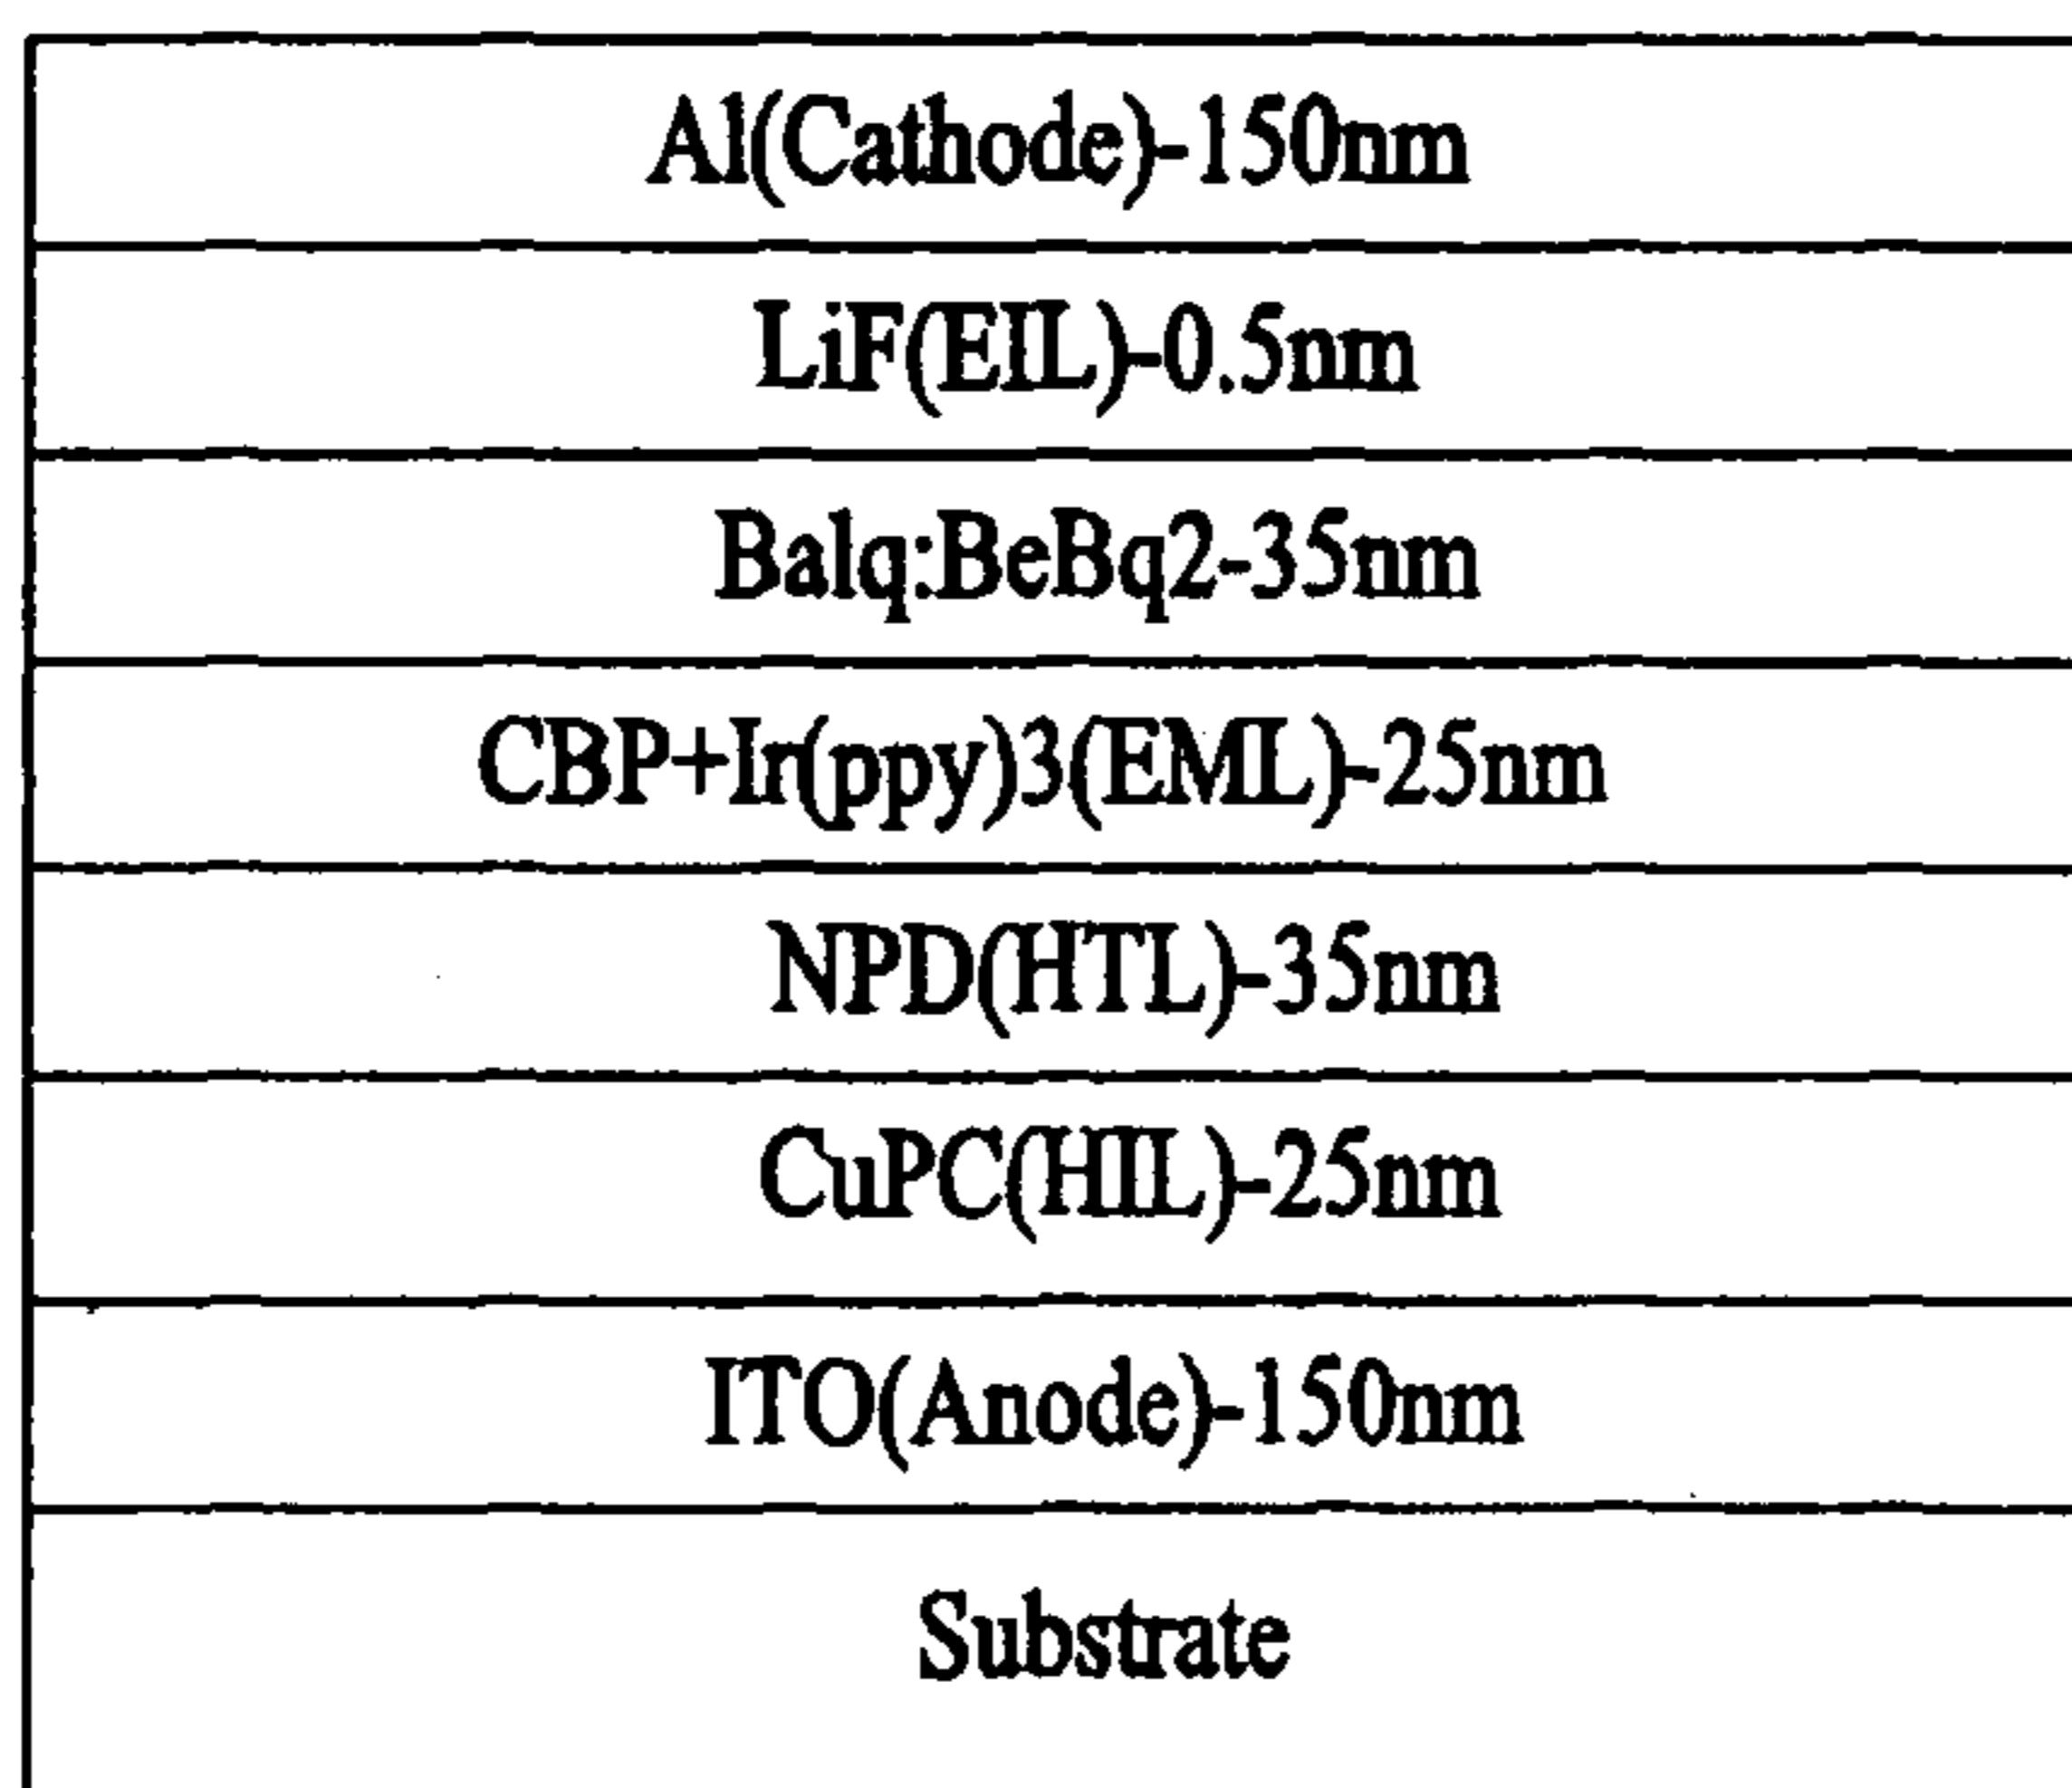 Al(Cathode)-150nm
LiF(EIL)-0.5nm
Balq:BeBq2-35nm
CBP+Ir(ppy)3(EML)-25nm
NPD(HTL)-35nm
CuPC(HIL)-25nm
ITO(Anode)-150nm
Substrate